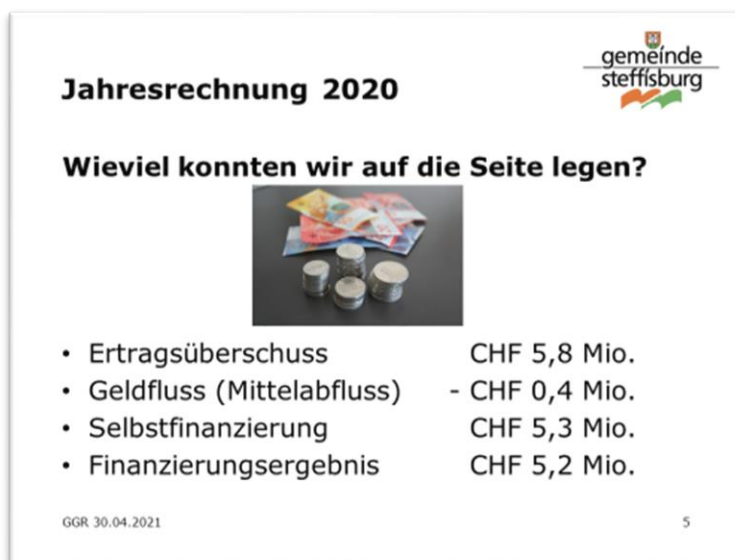 gemeinde
steffisburg
Jahresrechnung 2020
Wieviel konnten wir auf die Seite legen?
• Ertragsüberschuss CHF 5,8 Mio.
• Geldfluss (Mittelabfluss) - CHF 0,4 Mio.
• Selbstfinanzierung CHF 5,3 Mio.
• Finanzierungsergebnis CHF 5,2 Mio.
GGR 30.04.2021 5